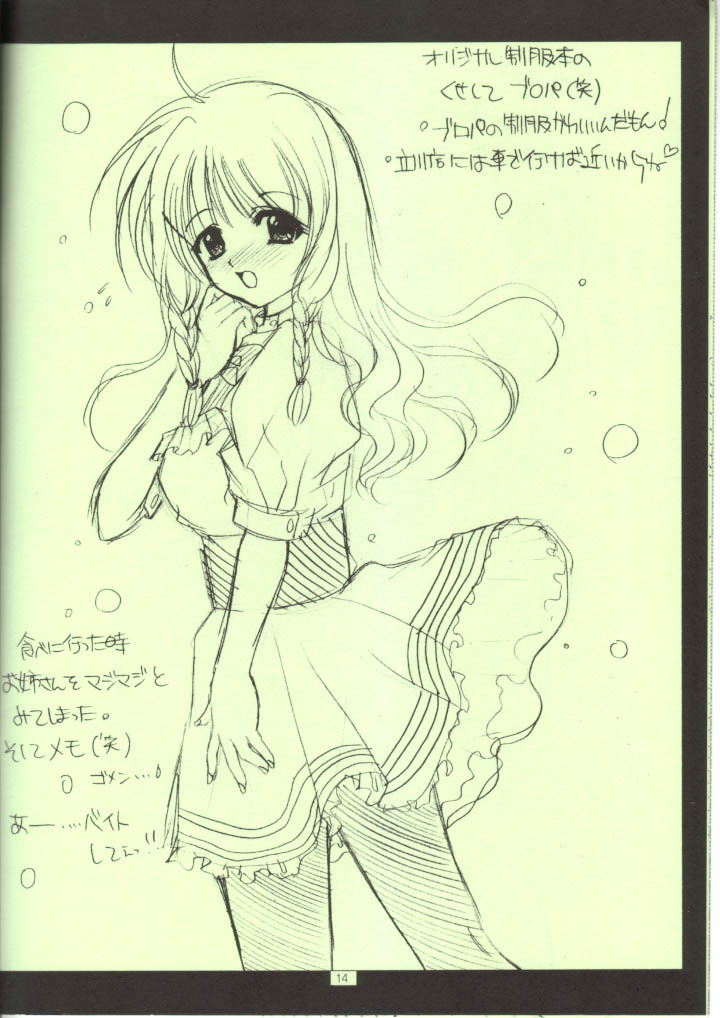 オリジナル制服本の
くせして ブロパ(笑)
・ブロパの制服かわいいんだもん♪
・立川店には車で行けば近いからね♡
食べに行った時
お姉さんをマジマジと
みてしまった。
そしてメモ(笑)
ゴメン…
あー……バイト
してぇっ!!
14